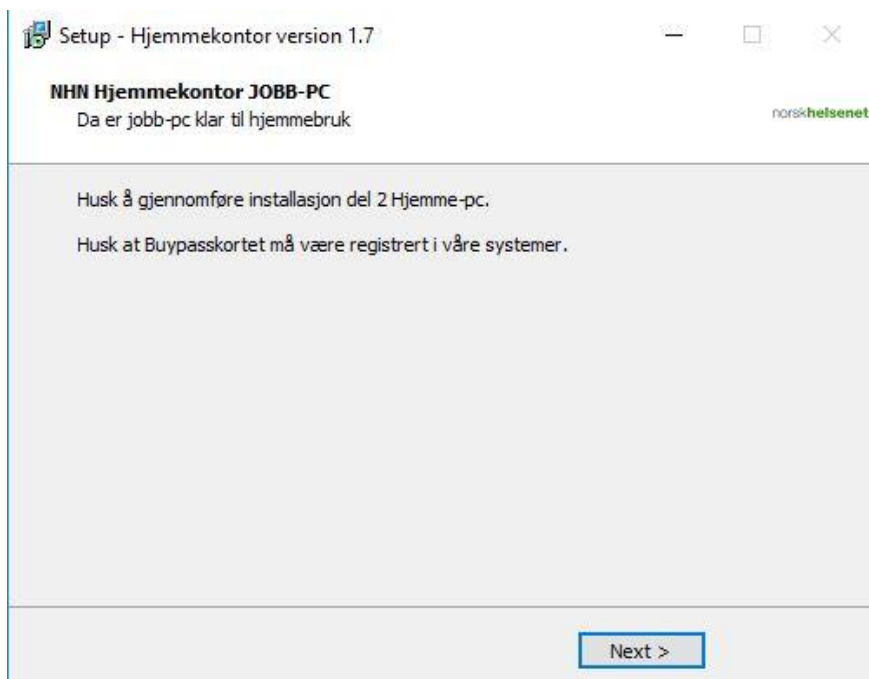 Setup - Hjemmekontor version 1.7
NHN Hjemmekontor JOBB-PC
Da er jobb-pc klar til hjemmebruk
norskhelsenett
Husk å gjennomføre installasjon del 2 Hjemme-pc.
Husk at Buypasskortet må være registrert i våre systemer.
Next >